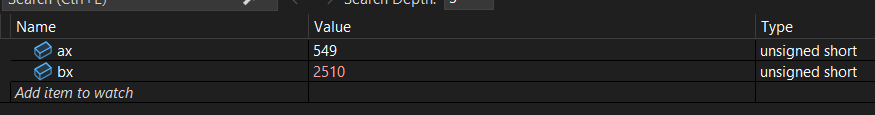 Search (Ctrl+E) Search Depth: 3
Name Value Type
ax 549 unsigned short
bx 2510 unsigned short
Add item to watch